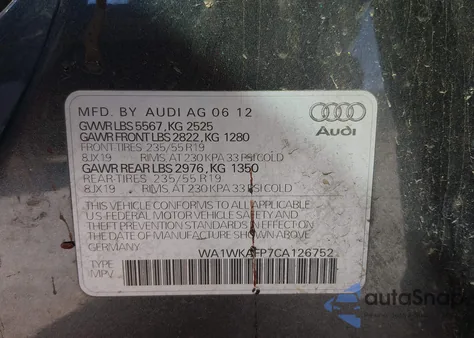 MFD. BY AUDI AG 06 12
GVWR LBS 5567, KG 2525
GAWR FRONT LBS 2822, KG 1280
FRONT TIRES 235/55 R19
8JX19 RIMS AT 230 KPA 33 PSI COLD
GAWR REAR LBS 2976, KG 1350
REAR TIRES 235/55 R19
8JX19 RIMS AT 230 KPA 33 PSI COLD
Audi
THIS VEHICLE CONFORMS TO ALL APPLICABLE
U.S. FEDERAL MOTOR VEHICLE SAFETY AND
THEFT PREVENTION STANDARDS IN EFFECT ON THE
DATE OF MANUFACTURE SHOWN ABOVE.
MADE IN GERMANY
WA1WKAFP7CA126752
TYPE:
MPV
autoSnap